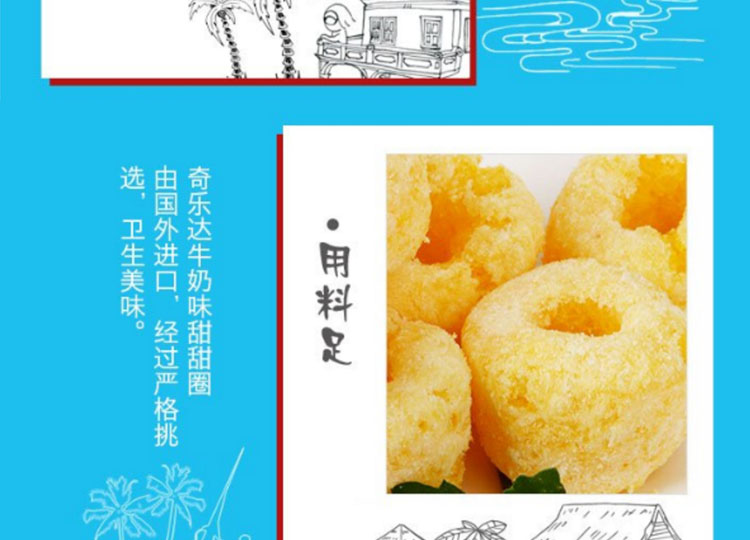 奇乐达牛奶味甜甜圈
由国外进口，经过严格挑
选，卫生美味。
•用料足